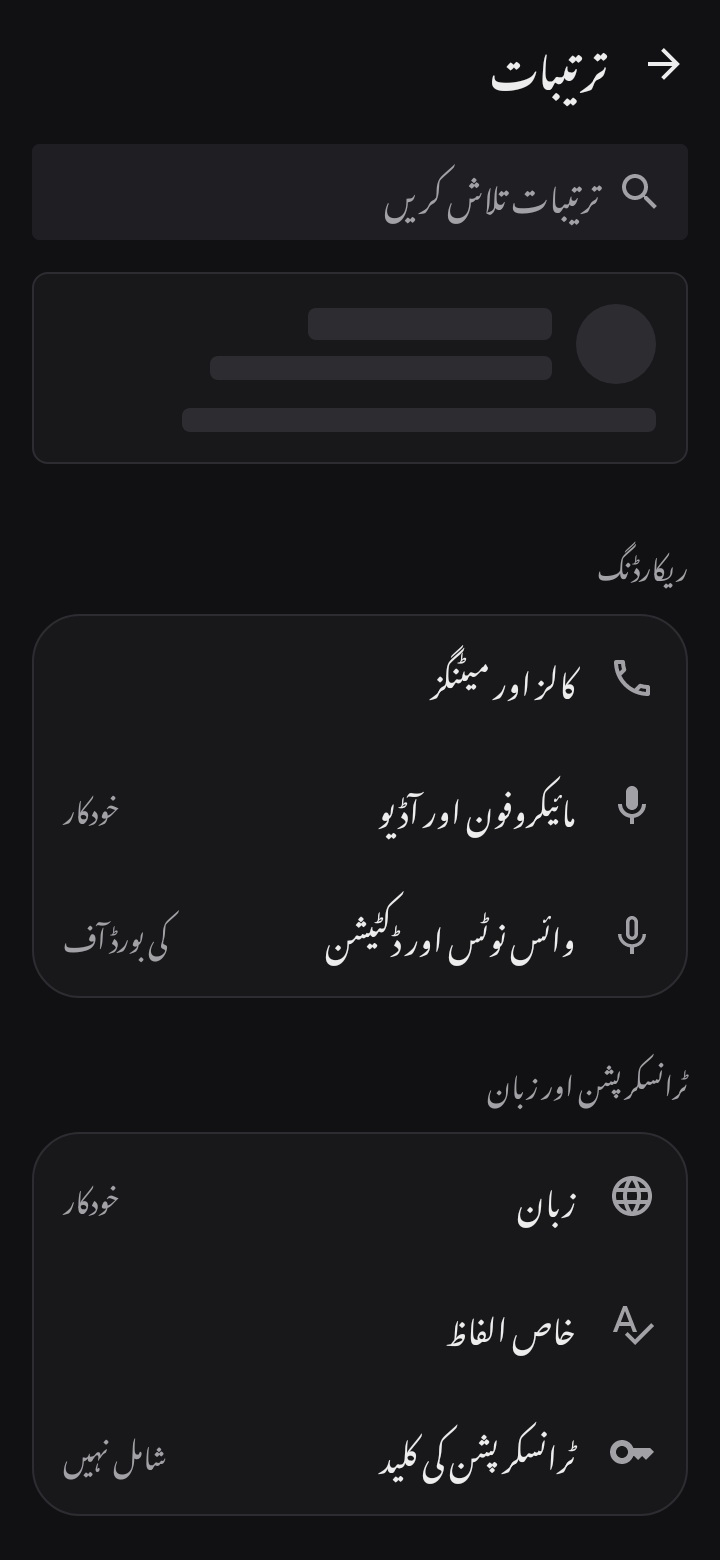 ترتیبات
ترتیبات تلاش کریں
ریکارڈنگ
کالز اور میٹنگز
مائیکروفون اور آڈیو
خودکار
وائس نوٹس اور ڈکٹیشن
کی بورڈ آف
ٹرانسکرپشن اور زبان
زبان
خودکار
خاص الفاظ
ٹرانسکرپشن کی کلید
شامل نہیں